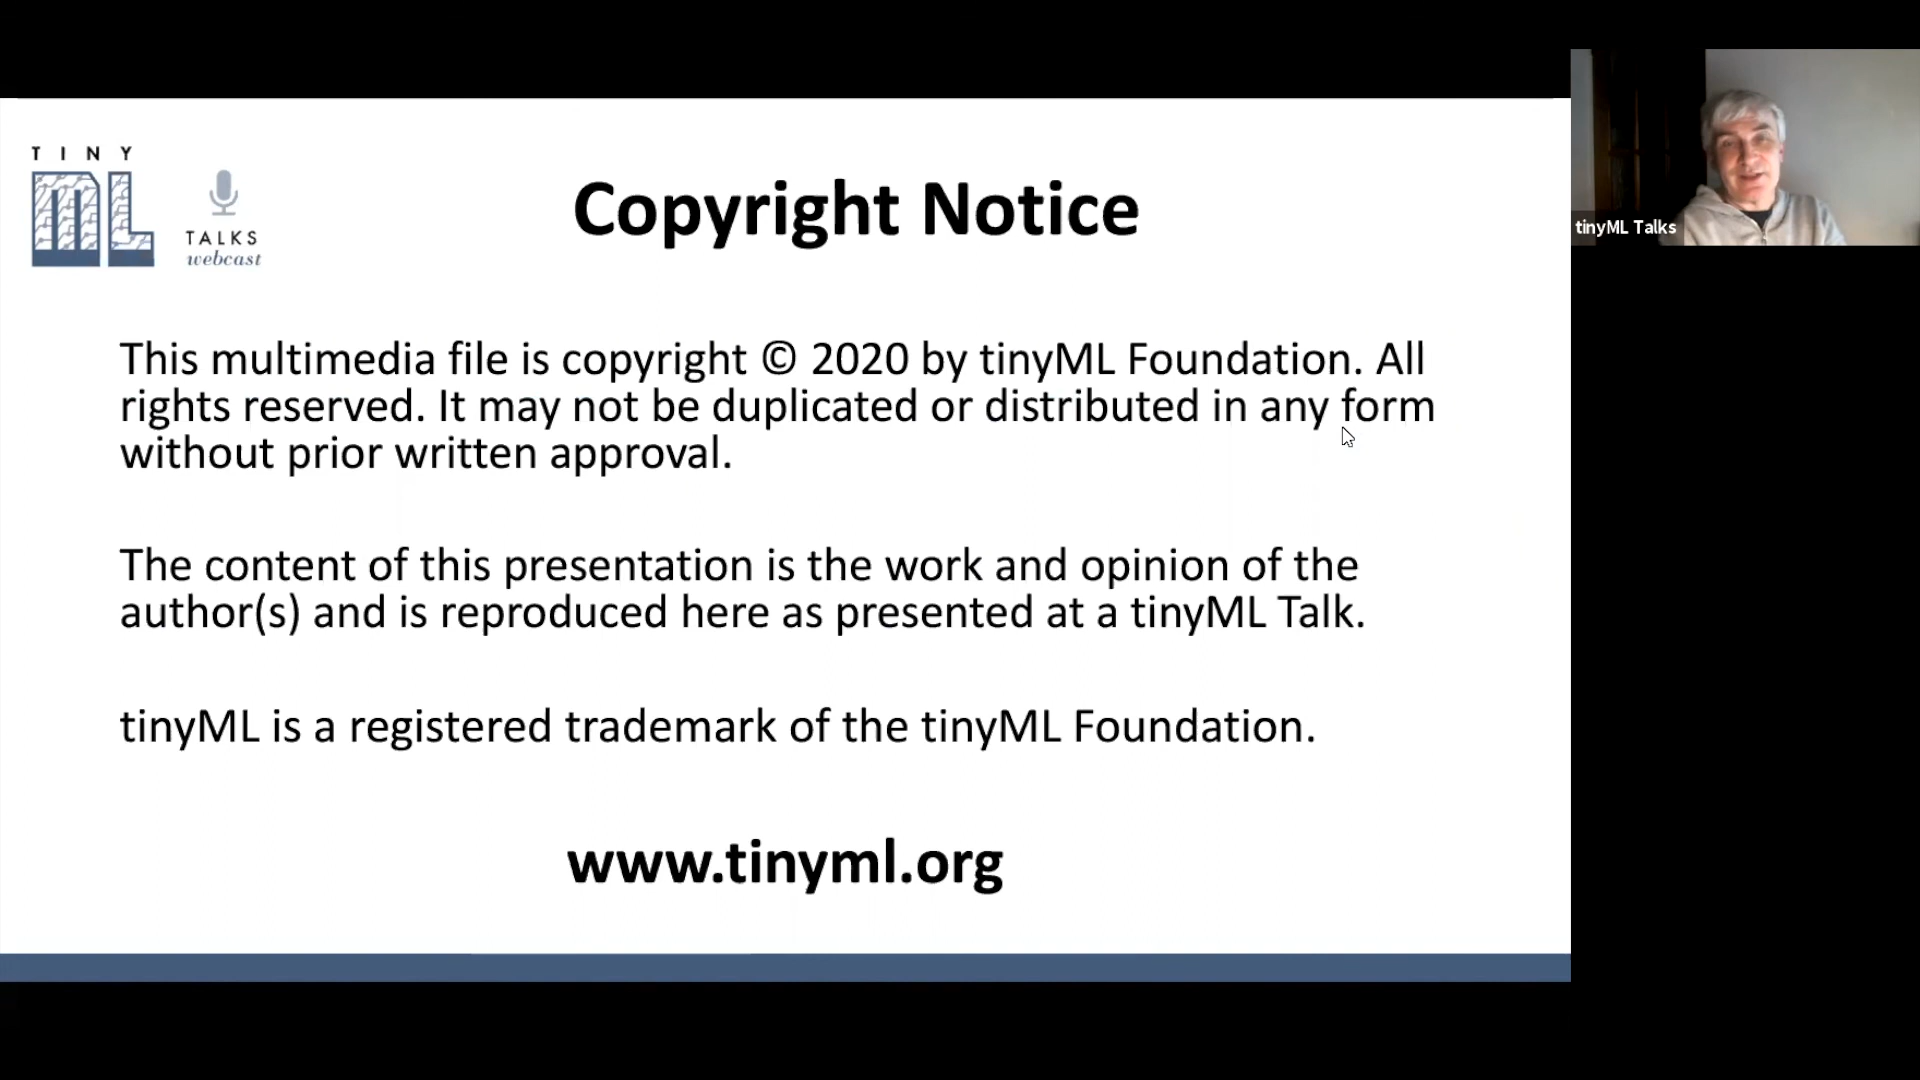 TINY
ML
TALKS
webcast
Copyright Notice
This multimedia file is copyright © 2020 by tinyML Foundation. All
rights reserved. It may not be duplicated or distributed in any form
without prior written approval.
The content of this presentation is the work and opinion of the
author(s) and is reproduced here as presented at a tinyML Talk.
tinyML is a registered trademark of the tinyML Foundation.
www.tinyml.org
tinyML Talks